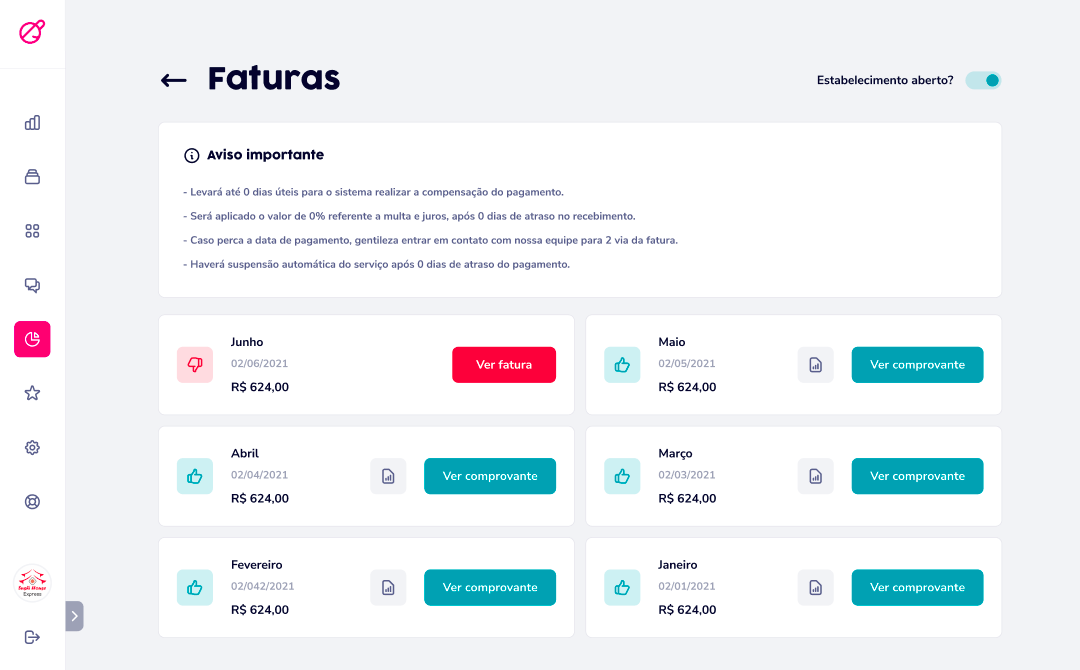 Faturas
Estabelecimento aberto?
Aviso importante
- Levará até 0 dias úteis para o sistema realizar a compensação do pagamento.
- Será aplicado o valor de 0% referente a multa e juros, após 0 dias de atraso no recebimento.
- Caso perca a data de pagamento, gentileza entrar em contato com nossa equipe para 2 via da fatura.
- Haverá suspensão automática do serviço após 0 dias de atraso do pagamento.
Junho
02/06/2021
R$ 624,00
Ver fatura
Maio
02/05/2021
R$ 624,00
Ver comprovante
Abril
02/04/2021
R$ 624,00
Ver comprovante
Março
02/03/2021
R$ 624,00
Ver comprovante
Fevereiro
02/042/2021
R$ 624,00
Ver comprovante
Janeiro
02/01/2021
R$ 624,00
Ver comprovante
Express